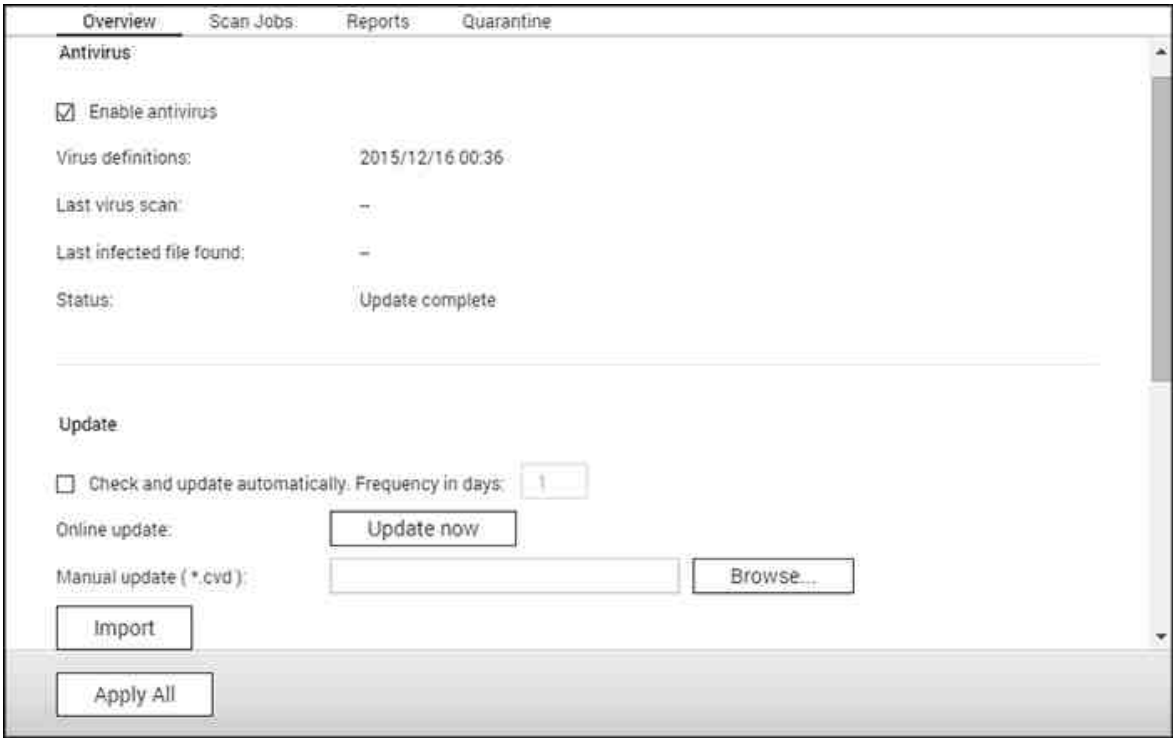 Overview Scan Jobs Reports Quarantine
Antivirus
Enable antivirus
Virus definitions: 2015/12/16 00:36
Last virus scan: --
Last infected file found: --
Status: Update complete
Update
Check and update automatically. Frequency in days: 1
Online update: Update now
Manual update ( *.cvd ): Browse...
Import
Apply All